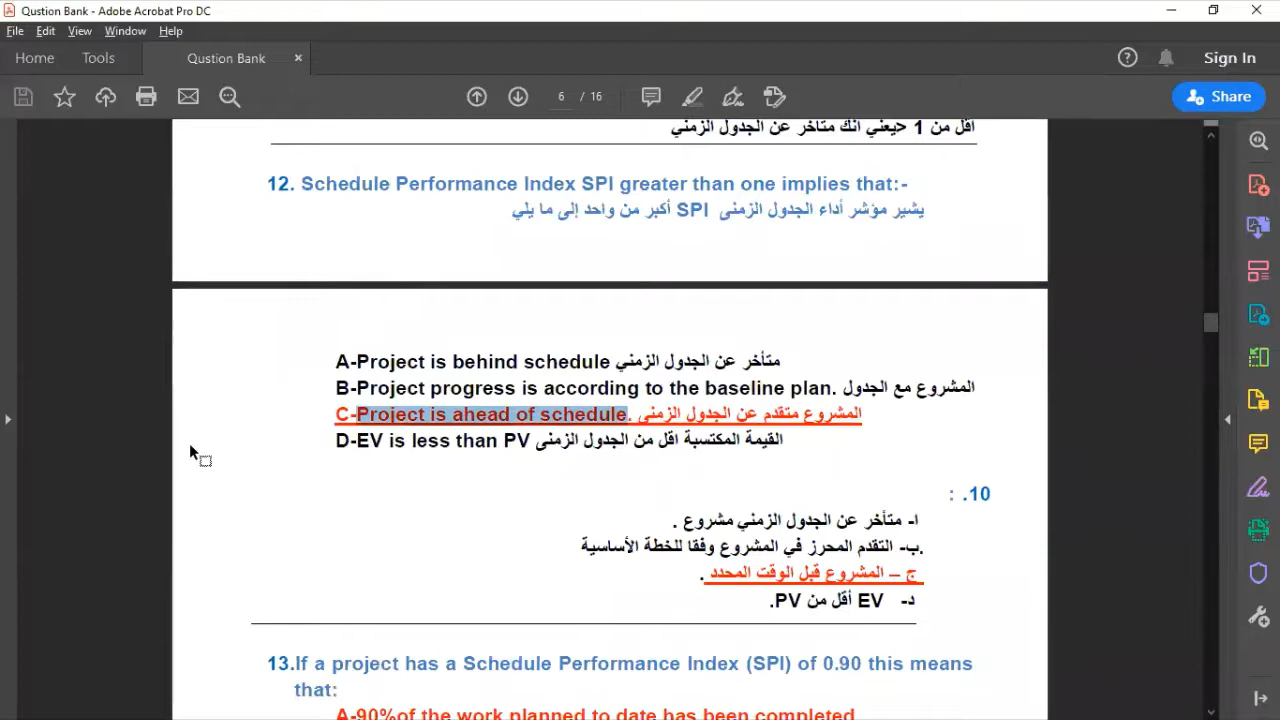 Qustion Bank - Adobe Acrobat Pro DC
File Edit View Window Help
Home Tools Qustion Bank × Sign In
6 / 16 Share
أقل من 1 >يعني انك متأخر عن الجدول الزمني
12. Schedule Performance Index SPI greater than one implies that:-
يشير مؤشر أداء الجدول الزمنى SPI أكبر من واحد إلى ما يلي
A-Project is behind schedule متأخر عن الجدول الزمني
B-Project progress is according to the baseline plan. المشروع مع الجدول
C-Project is ahead of schedule. المشروع متقدم عن الجدول الزمنى
D-EV is less than PV القيمة المكتسبة اقل من الجدول الزمنى
10. :
ا- متأخر عن الجدول الزمني مشروع .
.ب- التقدم المحرز في المشروع وفقا للخطة الأساسية
ج – المشروع قبل الوقت المحدد .
د- EV أقل من PV.
13.If a project has a Schedule Performance Index (SPI) of 0.90 this means
that:
A-90%of the work planned to date has been completed